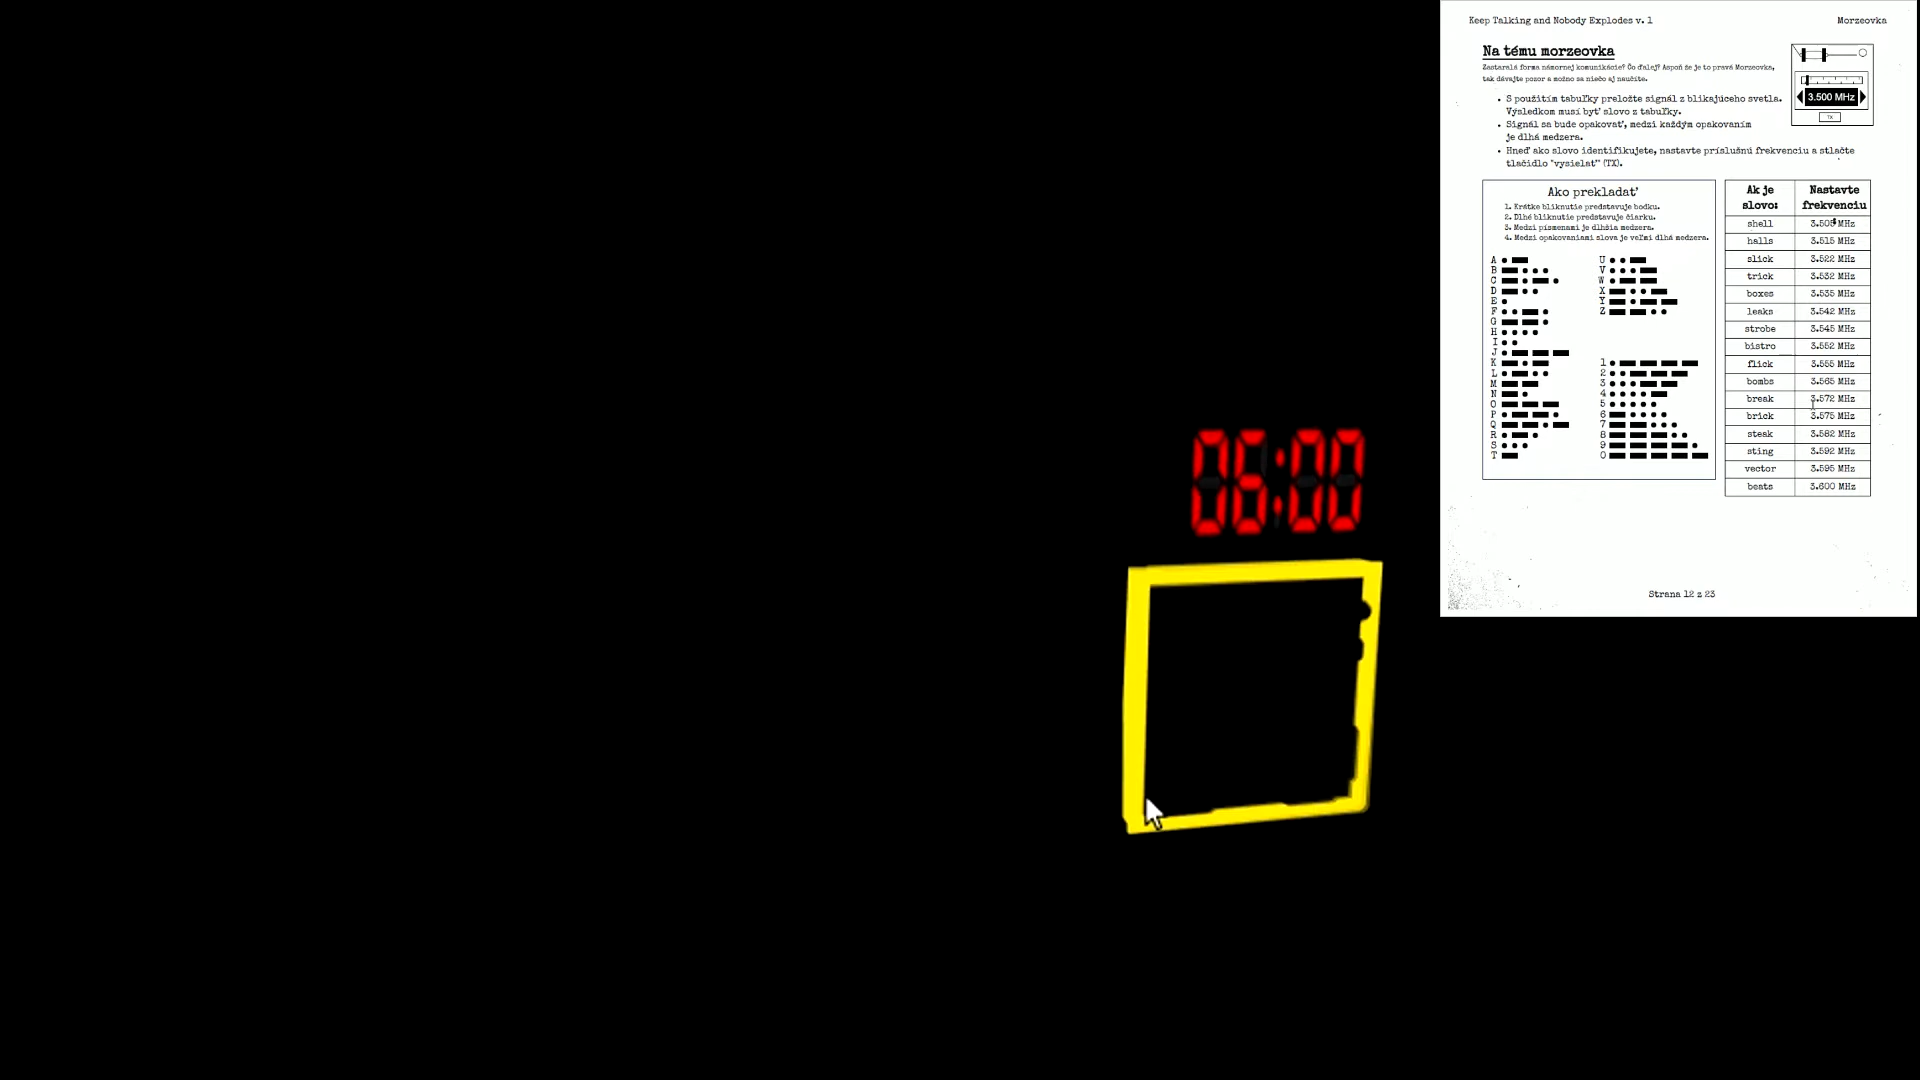 Keep Talking and Nobody Explodes v. 1
Morzeovka
Na tému morzeovka
Zastaralá forma námornej komunikácie? Čo ďalej? Aspoň že je to pravá Morzeovka,
tak dávajte pozor a možno sa niečo aj naučíte.
3.500 MHz
TX
• S použitím tabuľky preložte signál z blikajúceho svetla.
Výsledkom musí byť slovo z tabuľky.
• Signál sa bude opakovať, medzi každým opakovaním
je dlhá medzera.
• Hneď ako slovo identifikujete, nastavte príslušnú frekvenciu a stlačte
tlačidlo "vysielať" (TX).
Ako prekladať
1. Krátke bliknutie predstavuje bodku.
2. Dlhé bliknutie predstavuje čiarku.
3. Medzi písmenami je dlhšia medzera.
4. Medzi opakovaniami slova je veľmi dlhá medzera.
A
B
C
D
E
F
G
H
I
J
K
L
M
N
O
P
Q
R
S
T
U
V
W
X
Y
Z
1
2
3
4
5
6
7
8
9
0
Ak je slovo: Nastavte frekvenciu
shell 3.505 MHz
halls 3.515 MHz
slick 3.522 MHz
trick 3.532 MHz
boxes 3.535 MHz
leaks 3.542 MHz
strobe 3.545 MHz
bistro 3.552 MHz
flick 3.555 MHz
bombs 3.565 MHz
break 3.572 MHz
brick 3.575 MHz
steak 3.582 MHz
sting 3.592 MHz
vector 3.595 MHz
beats 3.600 MHz
Strana 12 z 23
06:00